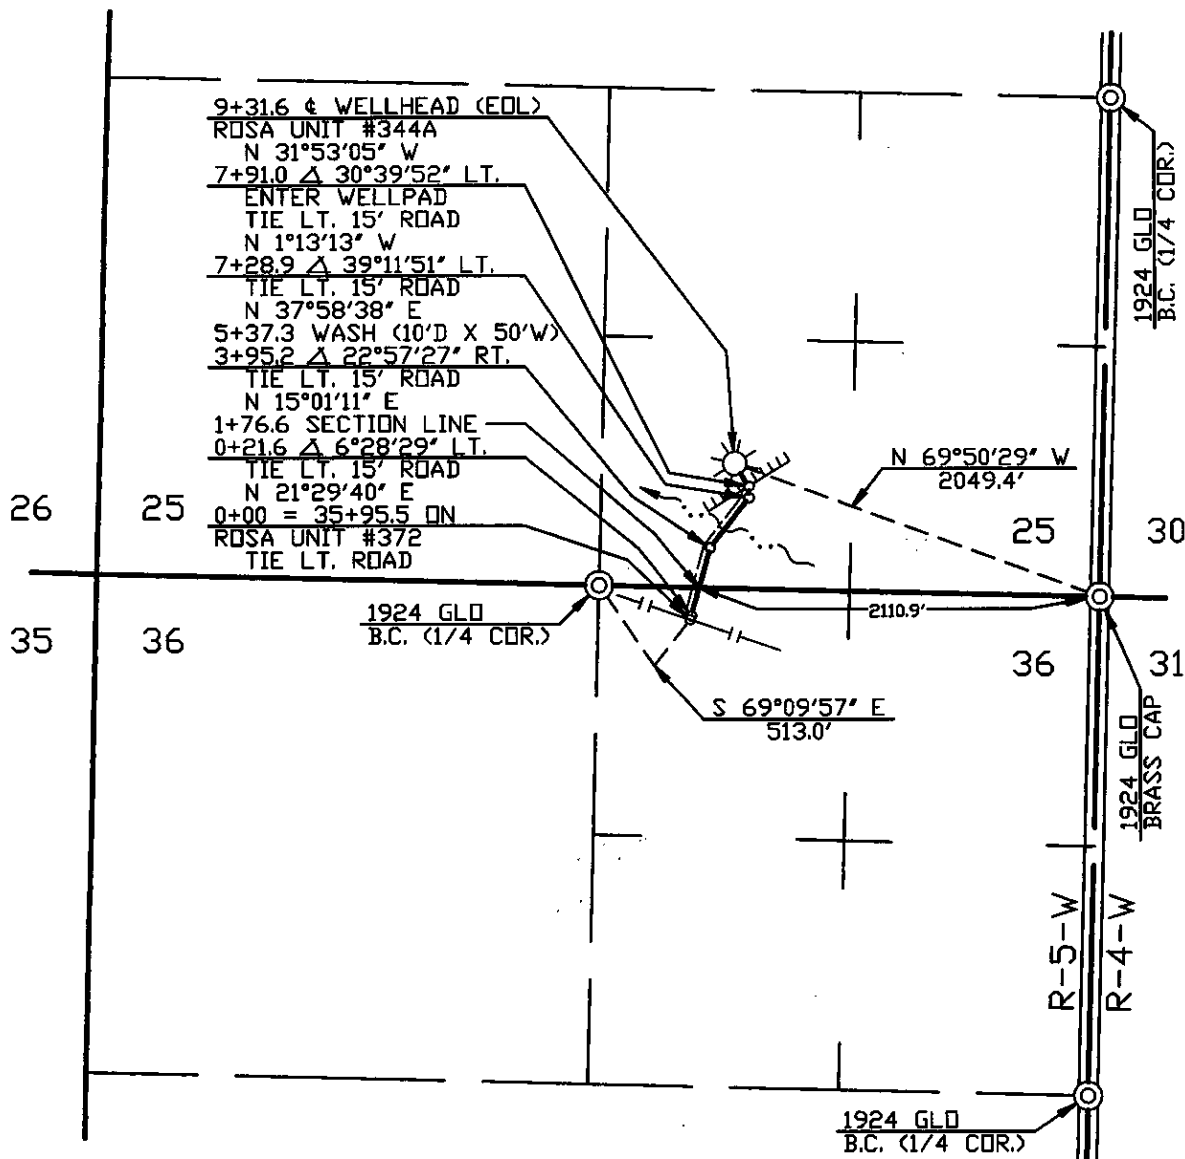 9+31.6 ℄ WELLHEAD (EOL)
ROSA UNIT #344A
N 31°53'05" W
7+91.0 △ 30°39'52" LT.
ENTER WELLPAD
TIE LT. 15' ROAD
N 1°13'13" W
7+28.9 △ 39°11'51" LT.
TIE LT. 15' ROAD
N 37°58'38" E
5+37.3 WASH (10'D X 50'W)
3+95.2 △ 22°57'27" RT.
TIE LT. 15' ROAD
N 15°01'11" E
1+76.6 SECTION LINE
0+21.6 △ 6°28'29" LT.
TIE LT. 15' ROAD
N 21°29'40" E
0+00 = 35+95.5 ON
ROSA UNIT #372
TIE LT. ROAD
1924 GLO
B.C. (1/4 COR.)
N 69°50'29" W
2049.4'
26
25
25
30
2110.9'
1924 GLO
B.C. (1/4 COR.)
35
36
36
31
S 69°09'57" E
513.0'
1924 GLO
BRASS CAP
R-5-W
R-4-W
1924 GLO
B.C. (1/4 COR.)